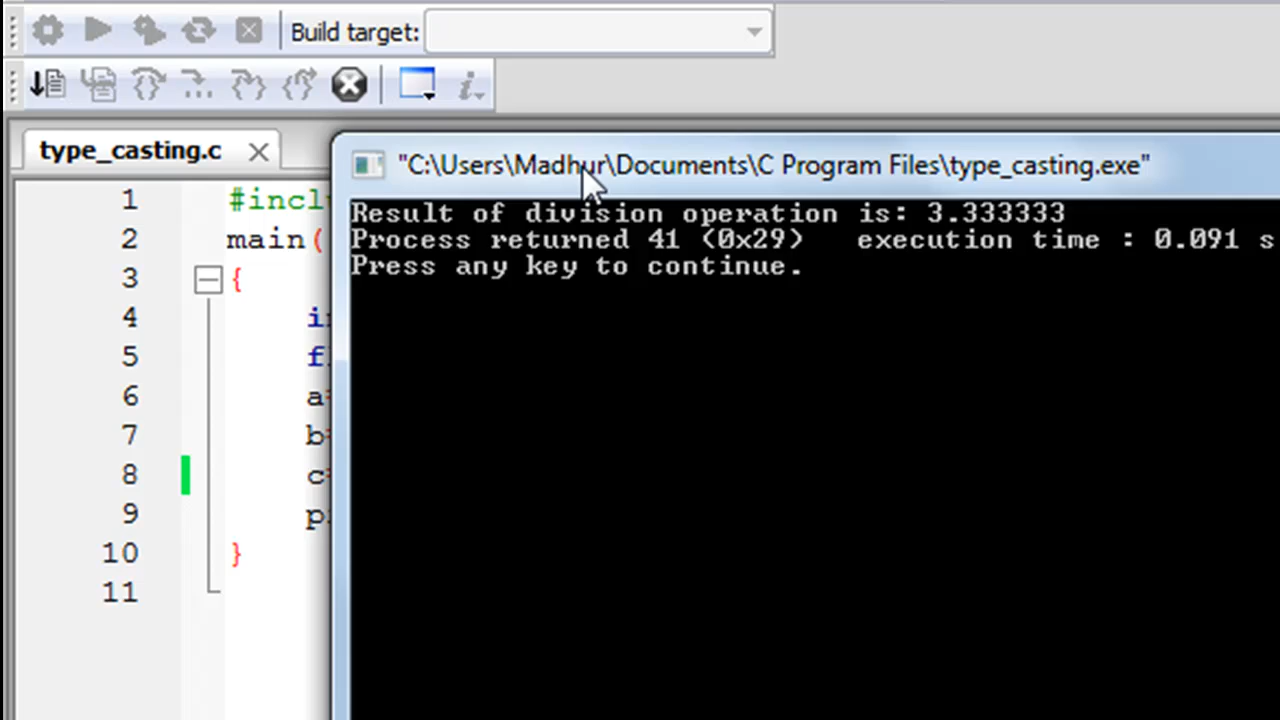 Build target:
type_casting.c
"C:\Users\Madhur\Documents\C Program Files\type_casting.exe"
Result of division operation is: 3.333333
Process returned 41 (0x29)   execution time : 0.091 s
Press any key to continue.
1 #incl
2 main(
3 {
4
5 f
6 a=
7 b=
8 c=
9
10 }
11